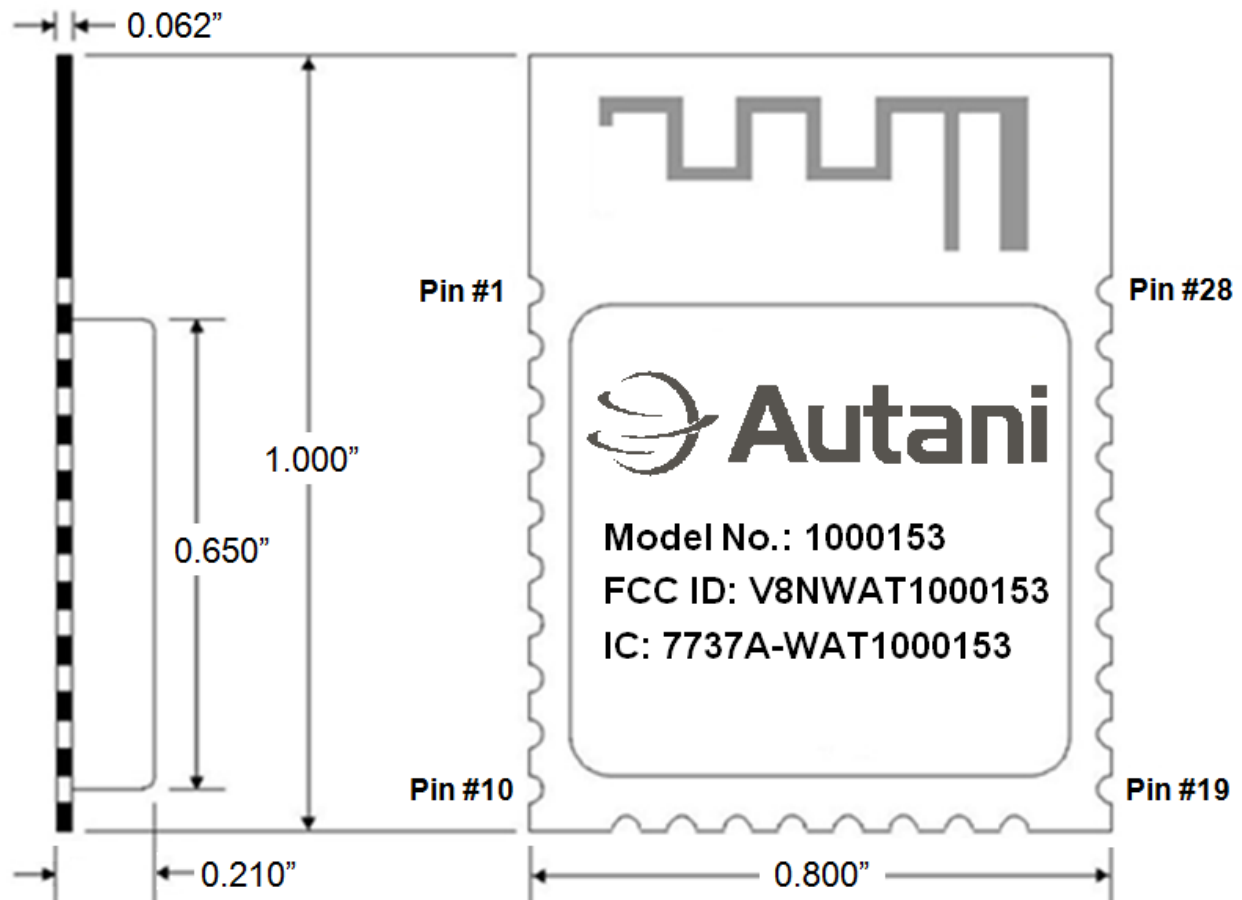 0.062”
Pin #1
Pin #28
Autani
1.000”
Model No.: 1000153
0.650”
FCC ID: V8NWAT1000153
IC: 7737A-WAT1000153
Pin #10
Pin #19
0.210”
0.800”